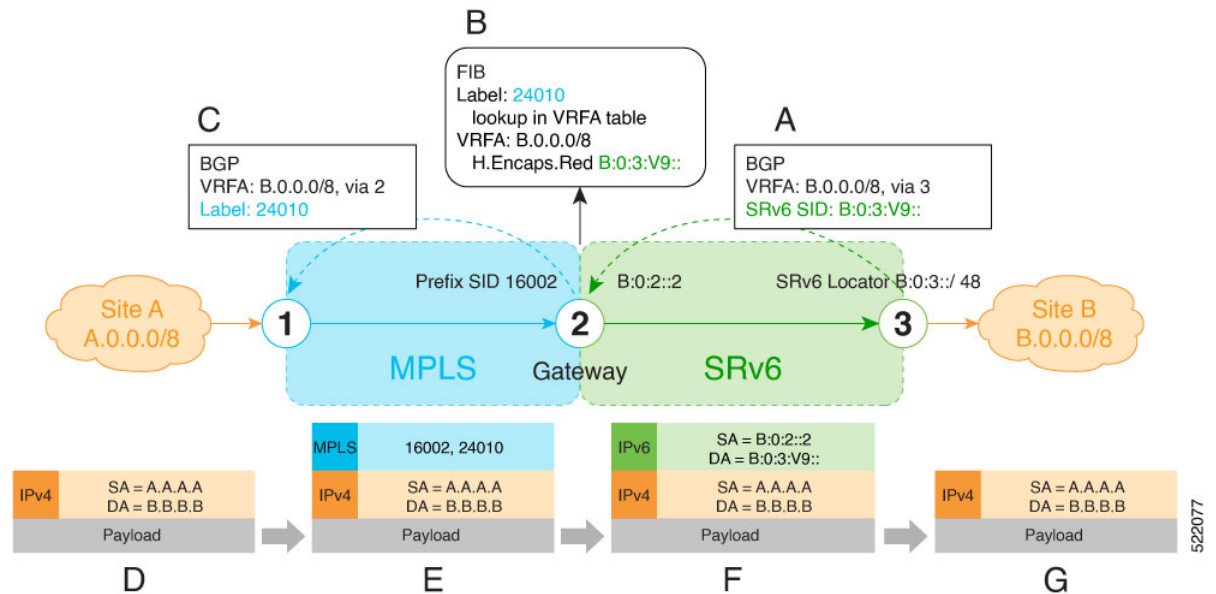 B
FIB
Label: 24010
lookup in VRFA table
VRFA: B.0.0.0/8
H.Encaps.Red B:0:3:V9::
C
BGP
VRFA: B.0.0.0/8, via 2
Label: 24010
A
BGP
VRFA: B.0.0.0/8, via 3
SRv6 SID: B:0:3:V9::
Prefix SID 16002
B:0:2::2
SRv6 Locator B:0:3::/ 48
Site A
A.0.0.0/8
1
2
3
Site B
B.0.0.0/8
MPLS
Gateway
SRv6
IPv4
SA = A.A.A.A
DA = B.B.B.B
Payload
D
MPLS
16002, 24010
IPv4
SA = A.A.A.A
DA = B.B.B.B
Payload
E
IPv6
SA = B:0:2::2
DA = B:0:3:V9::
IPv4
SA = A.A.A.A
DA = B.B.B.B
Payload
F
IPv4
SA = A.A.A.A
DA = B.B.B.B
Payload
G
522077